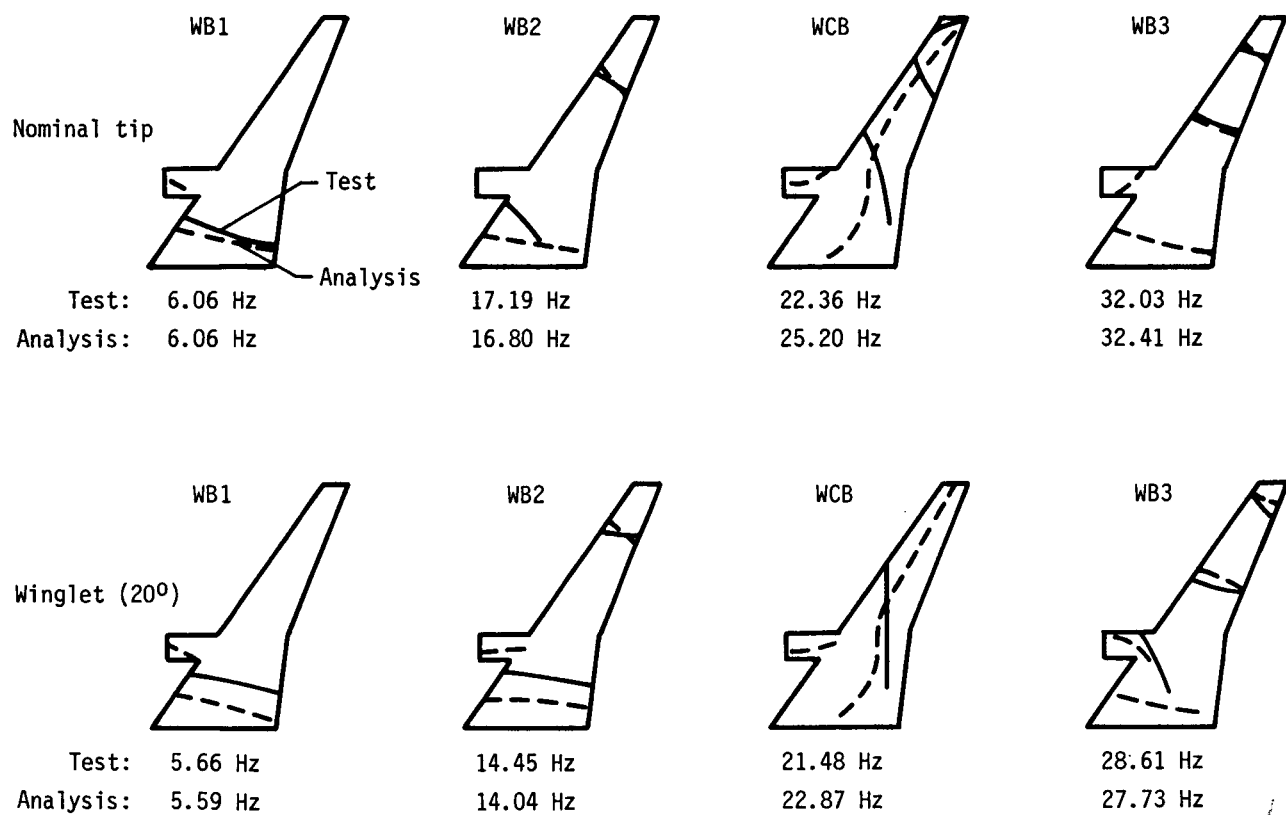 WB1 WB2 WCB WB3
Nominal tip
Test
Analysis
Test: 6.06 Hz 17.19 Hz 22.36 Hz 32.03 Hz
Analysis: 6.06 Hz 16.80 Hz 25.20 Hz 32.41 Hz
WB1 WB2 WCB WB3
Winglet (20º)
Test: 5.66 Hz 14.45 Hz 21.48 Hz 28.61 Hz
Analysis: 5.59 Hz 14.04 Hz 22.87 Hz 27.73 Hz